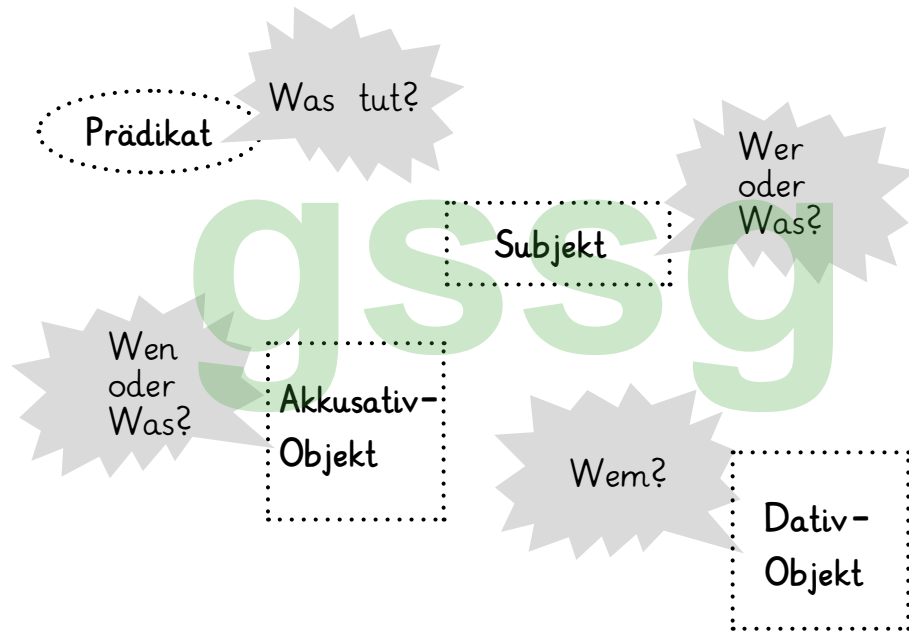 Was tut?
Prädikat
Wer
oder
Was?
Subjekt
gssg
Wen
oder
Was?
Akkusativ-
Objekt
Wem?
Dativ-
Objekt